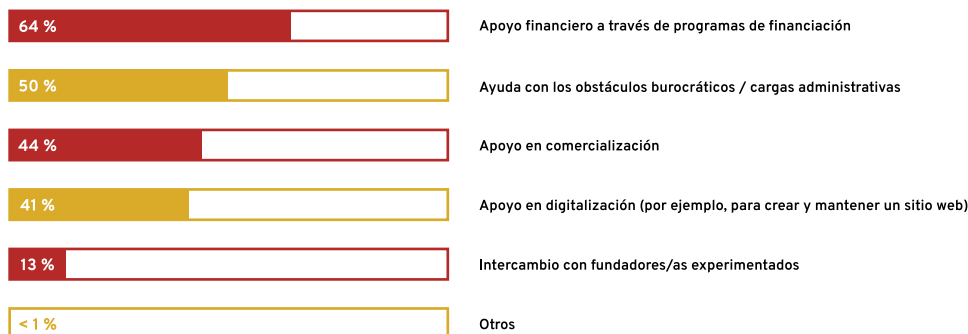 64 % Apoyo financiero a través de programas de financiación
50 % Ayuda con los obstáculos burocráticos / cargas administrativas
44 % Apoyo en comercialización
41 % Apoyo en digitalización (por ejemplo, para crear y mantener un sitio web)
13 % Intercambio con fundadores/as experimentados
< 1 % Otros